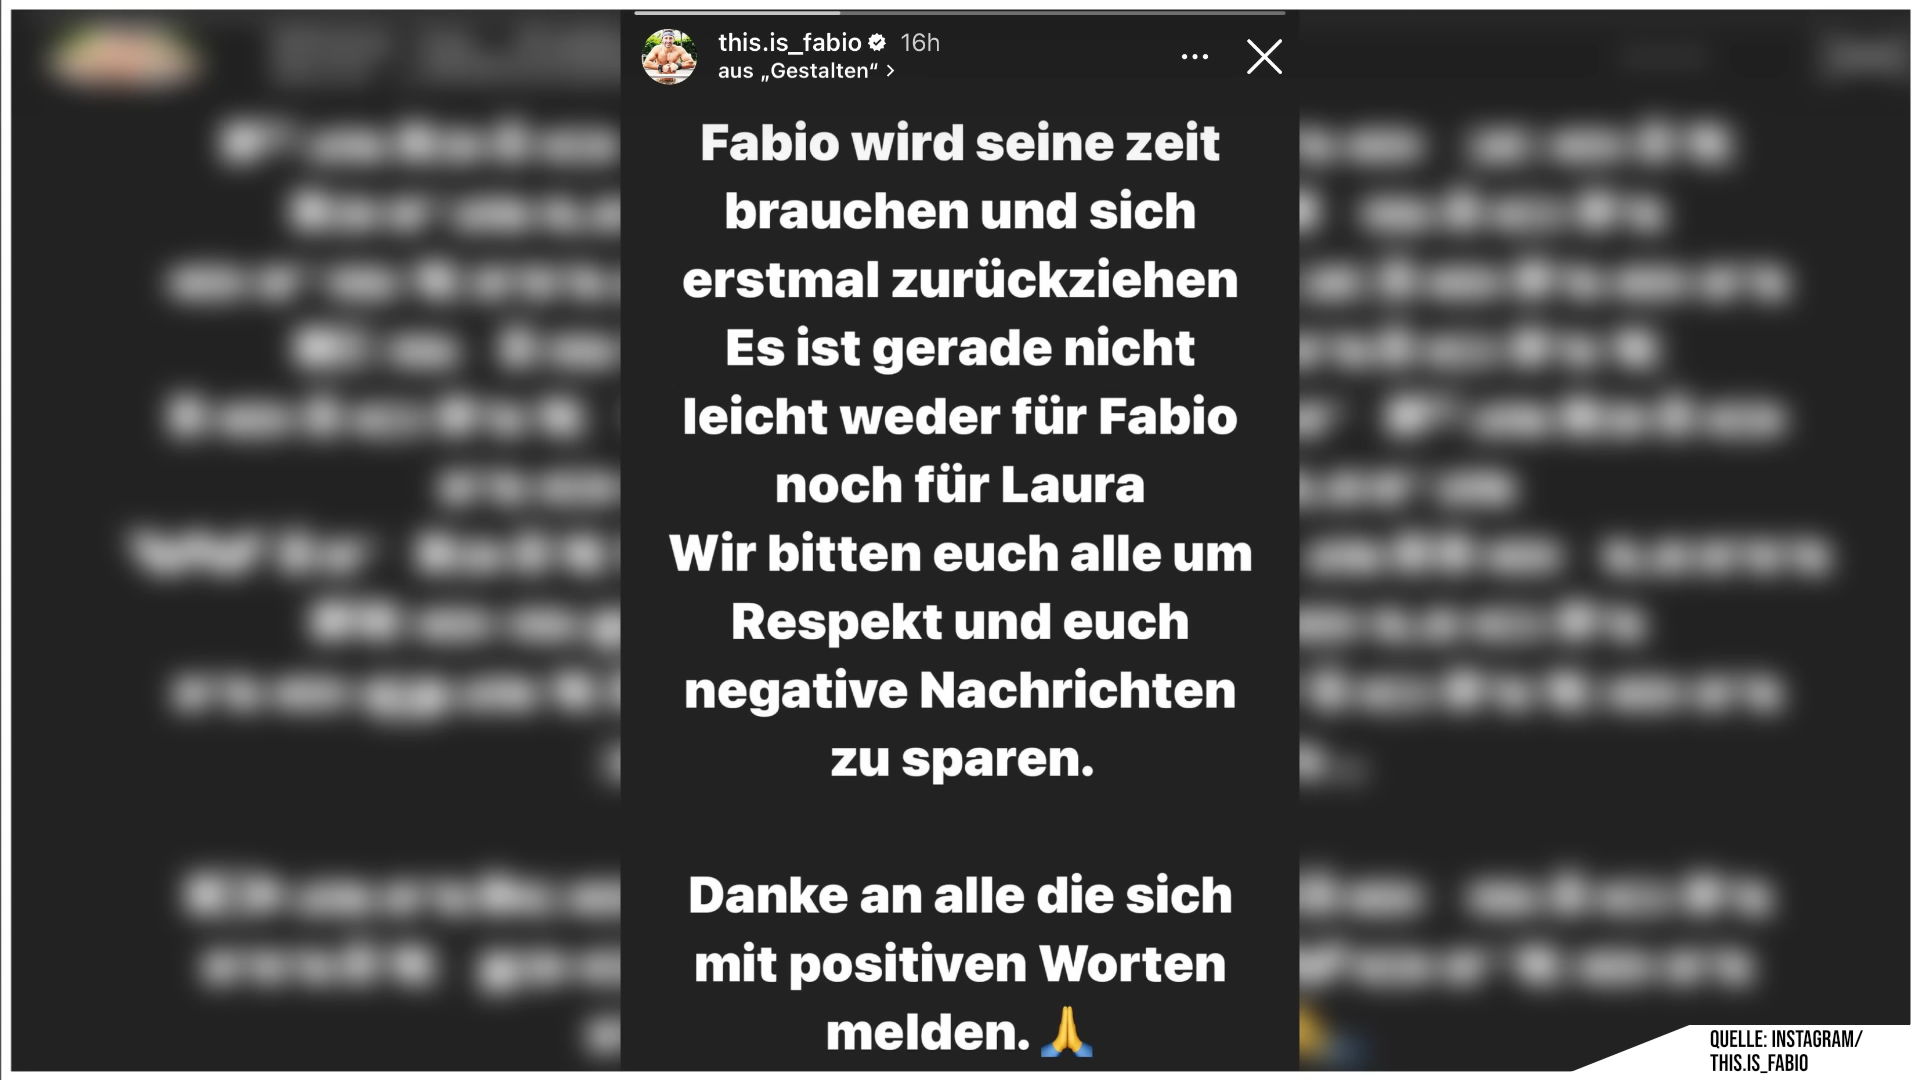 this.is_fabio 16h
aus „Gestalten“ >
Fabio wird seine zeit
brauchen und sich
erstmal zurückziehen
Es ist gerade nicht
leicht weder für Fabio
noch für Laura
Wir bitten euch alle um
Respekt und euch
negative Nachrichten
zu sparen.
Danke an alle die sich
mit positiven Worten
melden. 🙏
QUELLE: INSTAGRAM/
THIS.IS_FABIO